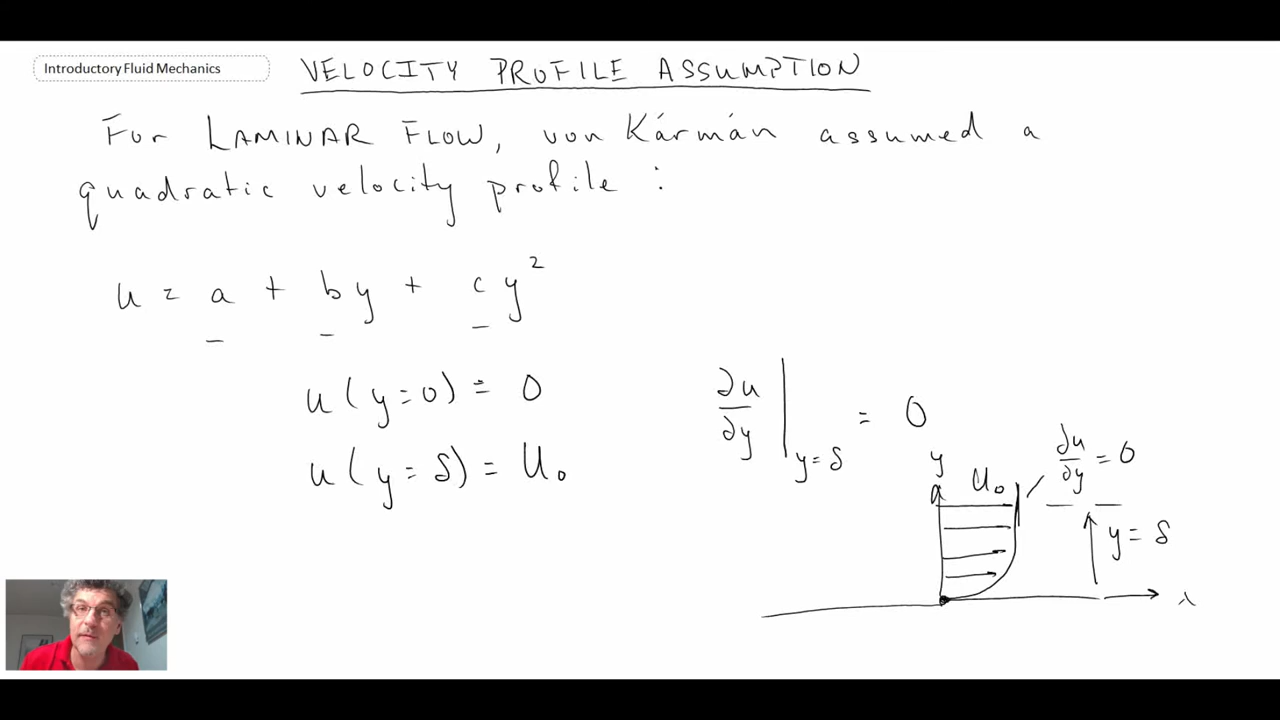 Introductory Fluid Mechanics
VELOCITY PROFILE ASSUMPTION
For LAMINAR FLOW, von Kármán assumed a
quadratic velocity profile :
u = a + by + cy²
u(y=0) = 0
u(y=δ) = U₀
∂u/∂y |y=δ = 0
y
U₀
∂u/∂y = 0
y = δ
x